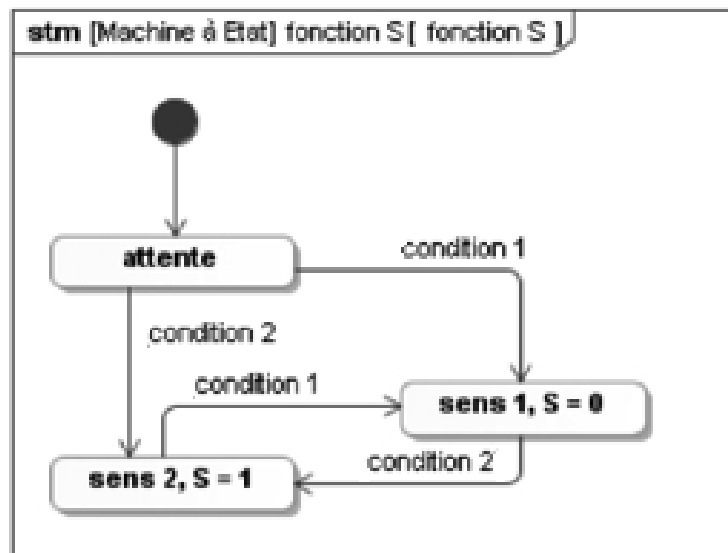 stm [Machine à Etat] fonction S [ fonction S ]
attente
condition 1
condition 2
condition 1
sens 1, S = 0
condition 2
sens 2, S = 1